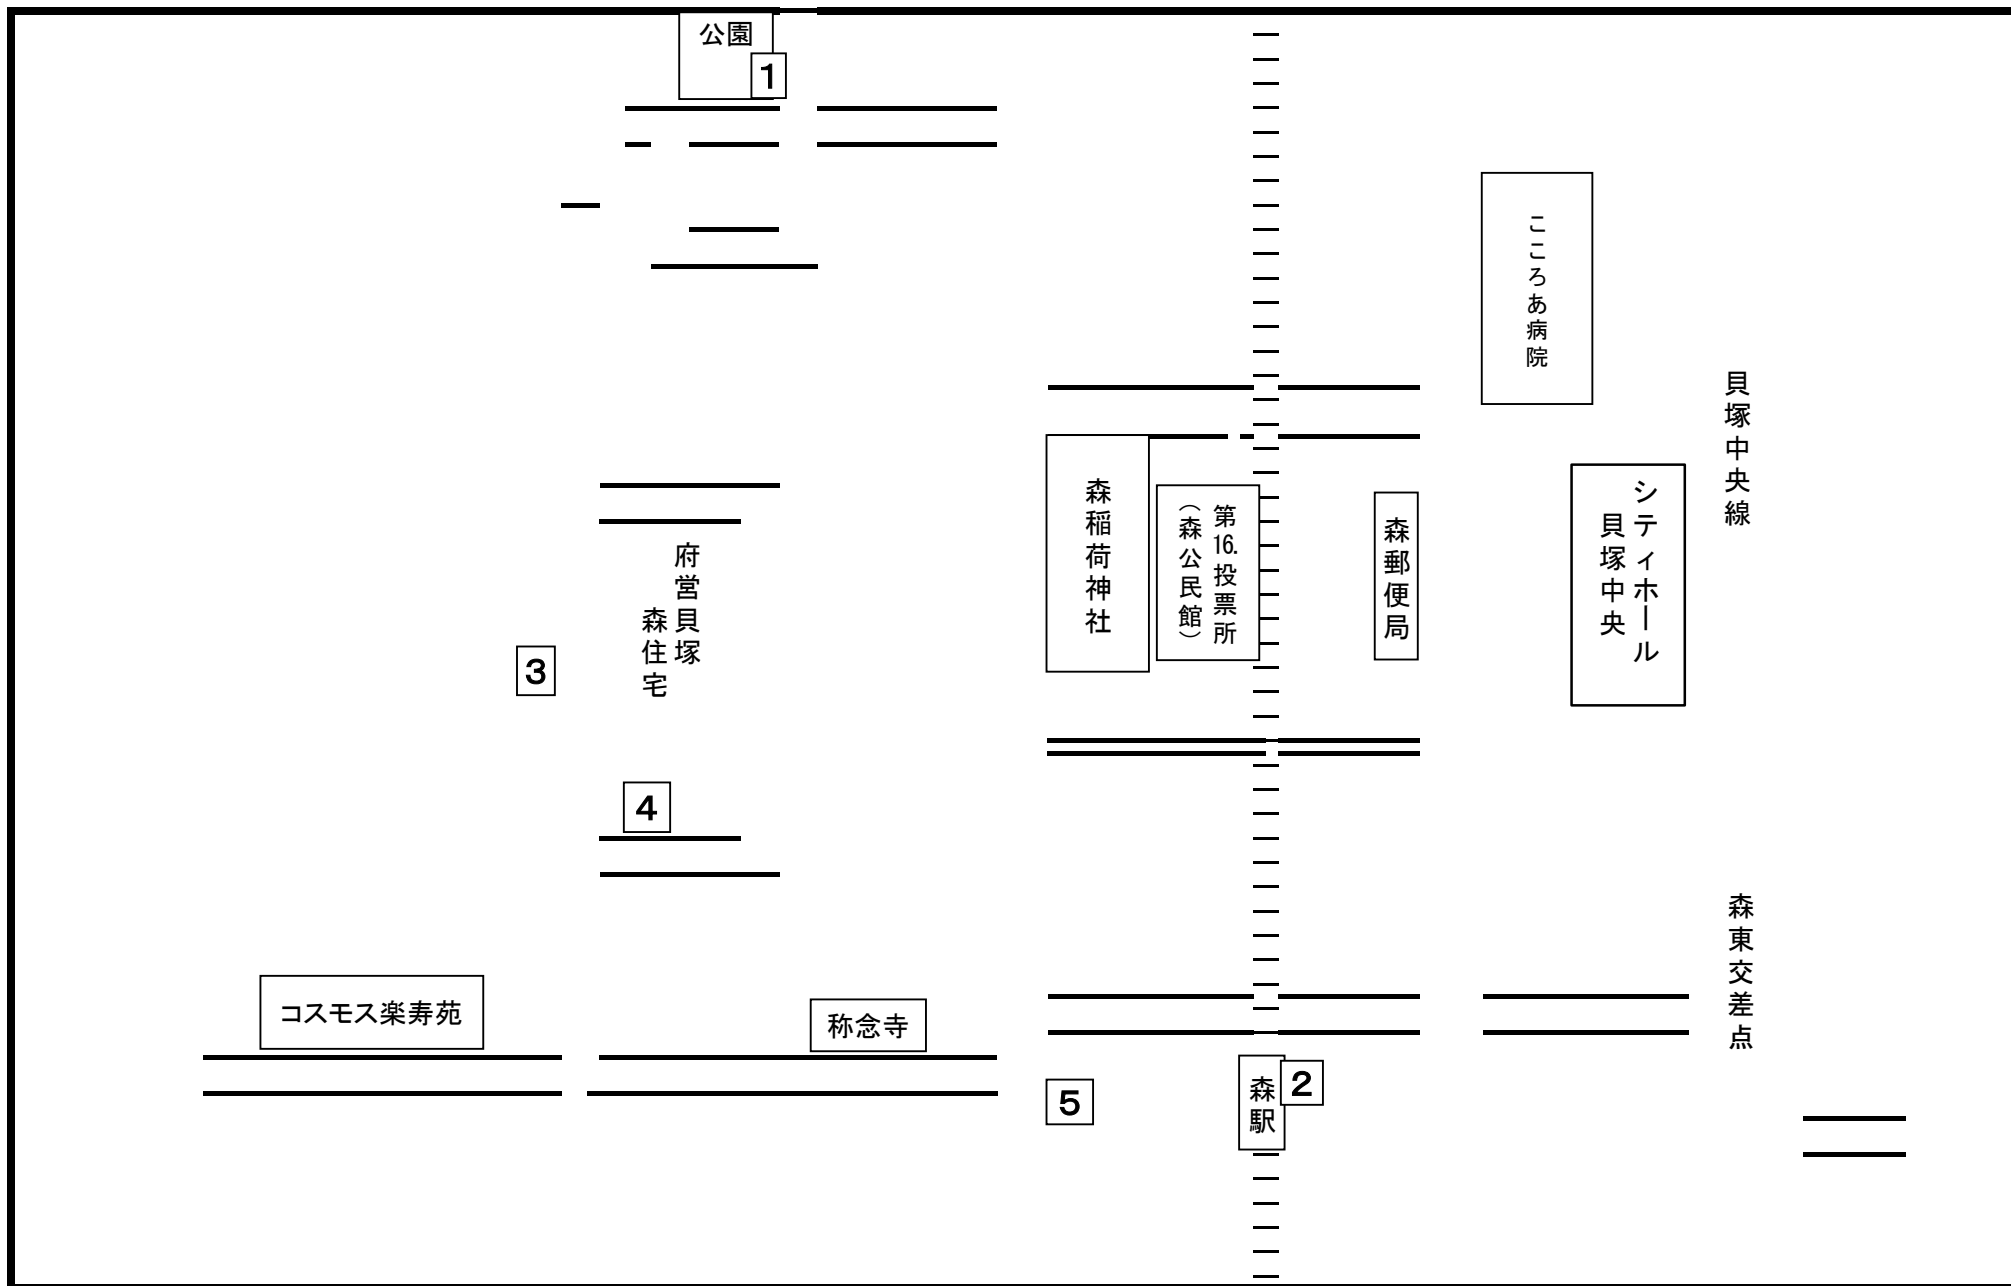 公園
1
こころあ病院
貝塚中央線
森稲荷神社
第16.投票所
（森公民館）
森郵便局
シティホール
貝塚中央
府営貝塚
森住宅
3
4
森東交差点
コスモス楽寿苑
称念寺
5
森駅
2